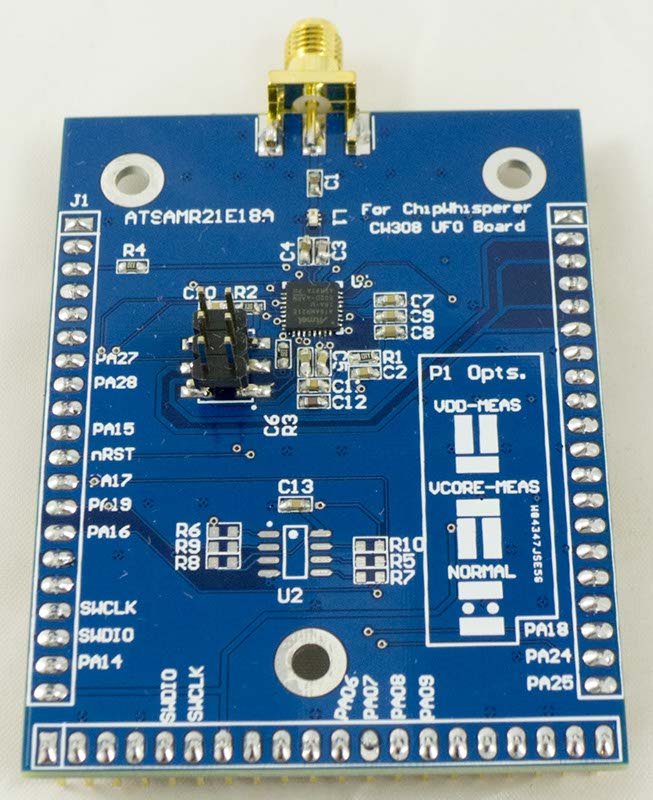 J1
ATSAMR21E18A
For ChipWhisperer
CW308 UFO Board
C1
L1
R4
C4
C3
C10
R2
C7
C9
C8
R1
C2
C12
C6
R3
PA27
PA28
PA15
nRST
PA17
PA19
PA16
SWCLK
SWDIO
PA14
P1 Opts.
VDD-MEAS
VCORE-MEAS
NORMAL
C13
R6
R9
R8
U2
R10
R5
R7
PA18
PA24
PA25
SWDIO
SWCLK
PA06
PA07
PA08
PA09